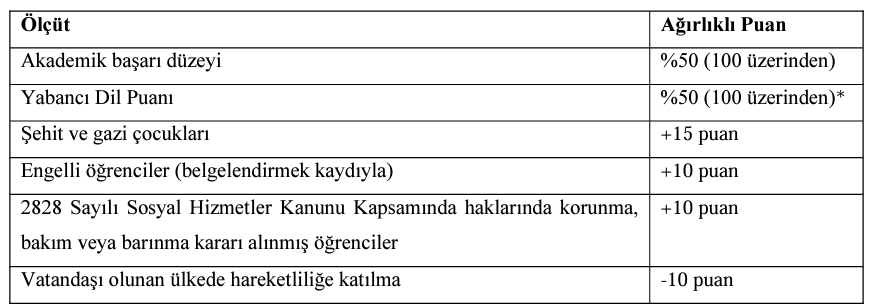 Ölçüt Ağırlıklı Puan
Akademik başarı düzeyi %50 (100 üzerinden)
Yabancı Dil Puanı %50 (100 üzerinden)*
Şehit ve gazi çocukları +15 puan
Engelli öğrenciler (belgelendirmek kaydıyla) +10 puan
2828 Sayılı Sosyal Hizmetler Kanunu Kapsamında haklarında korunma, +10 puan
bakım veya barınma kararı alınmış öğrenciler
Vatandaşı olunan ülkede hareketliliğe katılma -10 puan